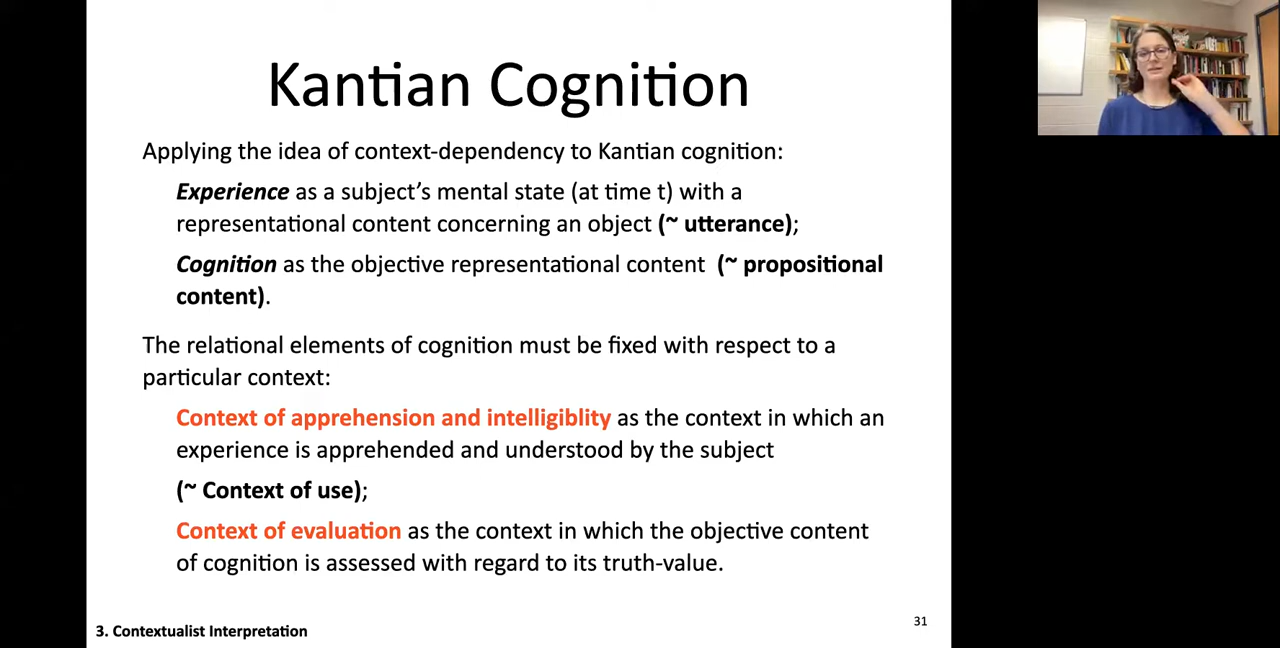 Kantian Cognition
Applying the idea of context-dependency to Kantian cognition:
Experience as a subject's mental state (at time t) with a
representational content concerning an object (~ utterance);
Cognition as the objective representational content (~ propositional
content).
The relational elements of cognition must be fixed with respect to a
particular context:
Context of apprehension and intelligiblity as the context in which an
experience is apprehended and understood by the subject
(~ Context of use);
Context of evaluation as the context in which the objective content
of cognition is assessed with regard to its truth-value.
3. Contextualist Interpretation
31